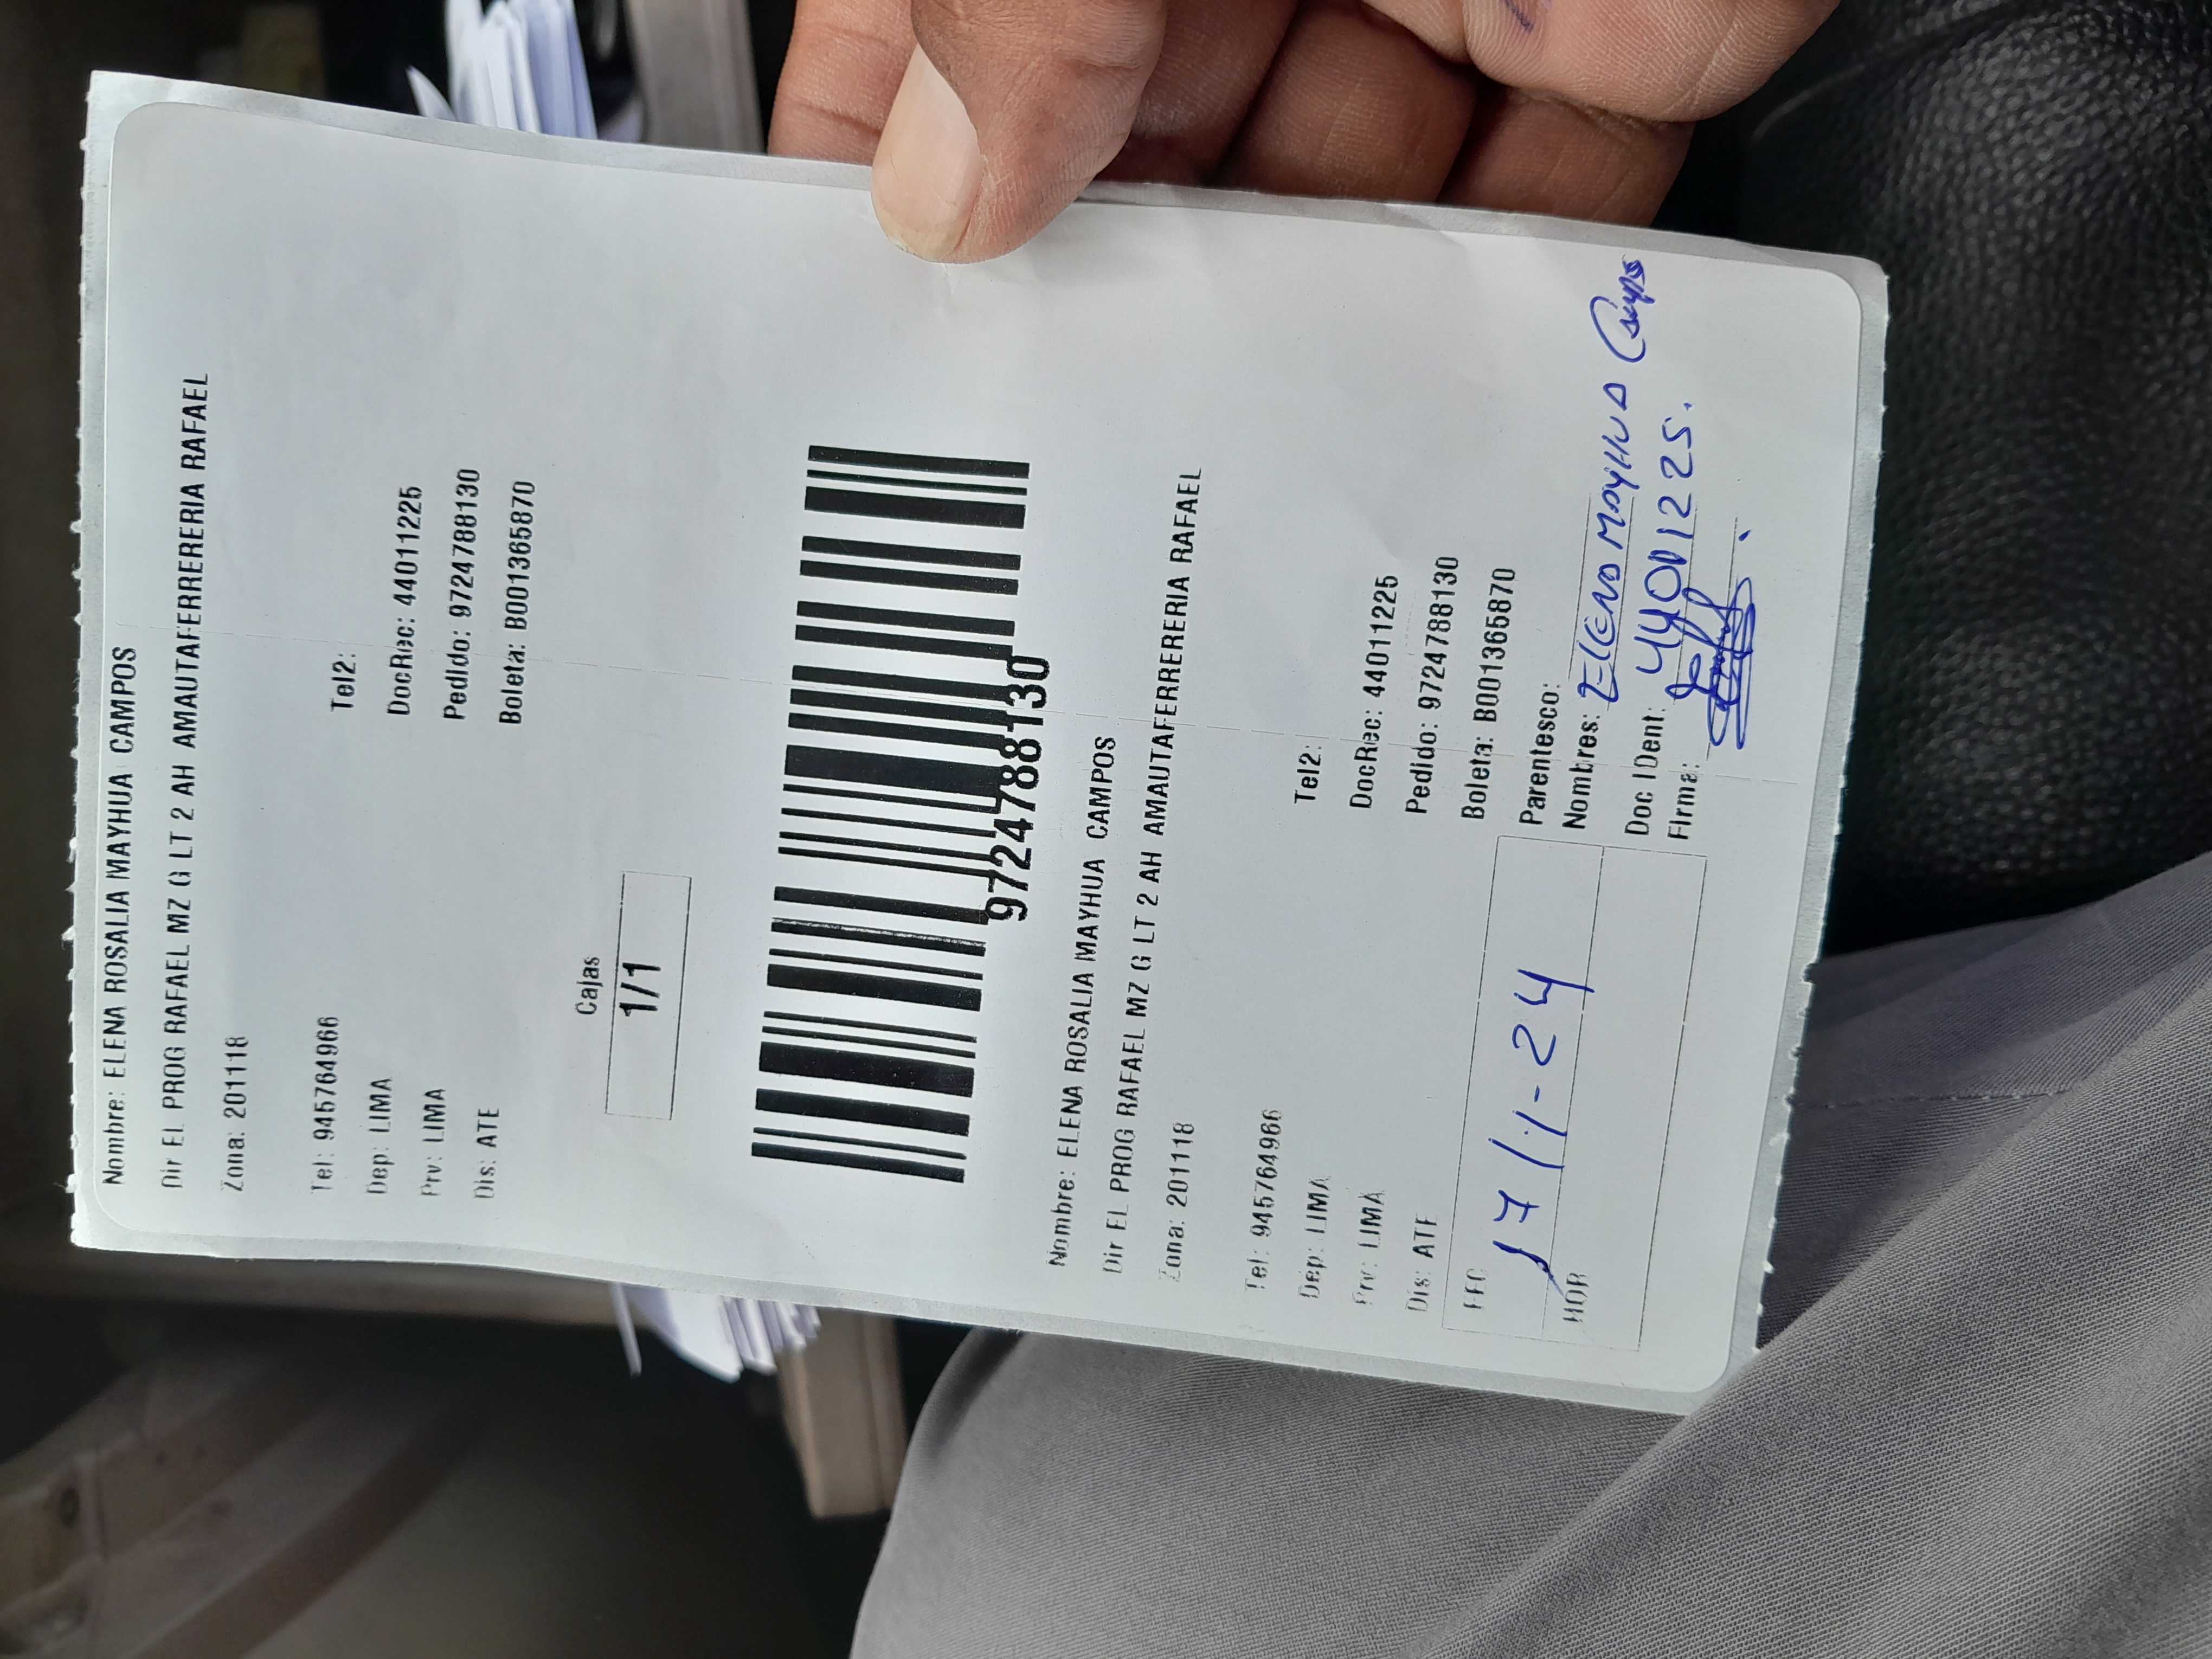 Nombre: ELENA ROSALIA MAYHUA CAMPOS
Dir EL PROG RAFAEL MZ G LT 2 AH AMAUTAFERRERERIA RAFAEL
Zona: 201118
Tel: 945764966 Tel2:
Dep: LIMA DocRec: 44011225
Prv: LIMA Pedido: 9724788130
Dis: ATE Boleta: B001365870
Cajas
1/1
9724788130
Nombre: ELENA ROSALIA MAYHUA CAMPOS
Dir EL PROG RAFAEL MZ G LT 2 AH AMAUTAFERRERERIA RAFAEL
Zona: 201118
Tel: 945764966 Tel2:
Dep: LIMA DocRec: 44011225
Prv: LIMA Pedido: 9724788130
Dis: ATE Boleta: B001365870
FEC 17/1-24 Parentesco:
Nombres: Elena Mayhua Campos
HOR Doc IDent: 44011225.
Firma: